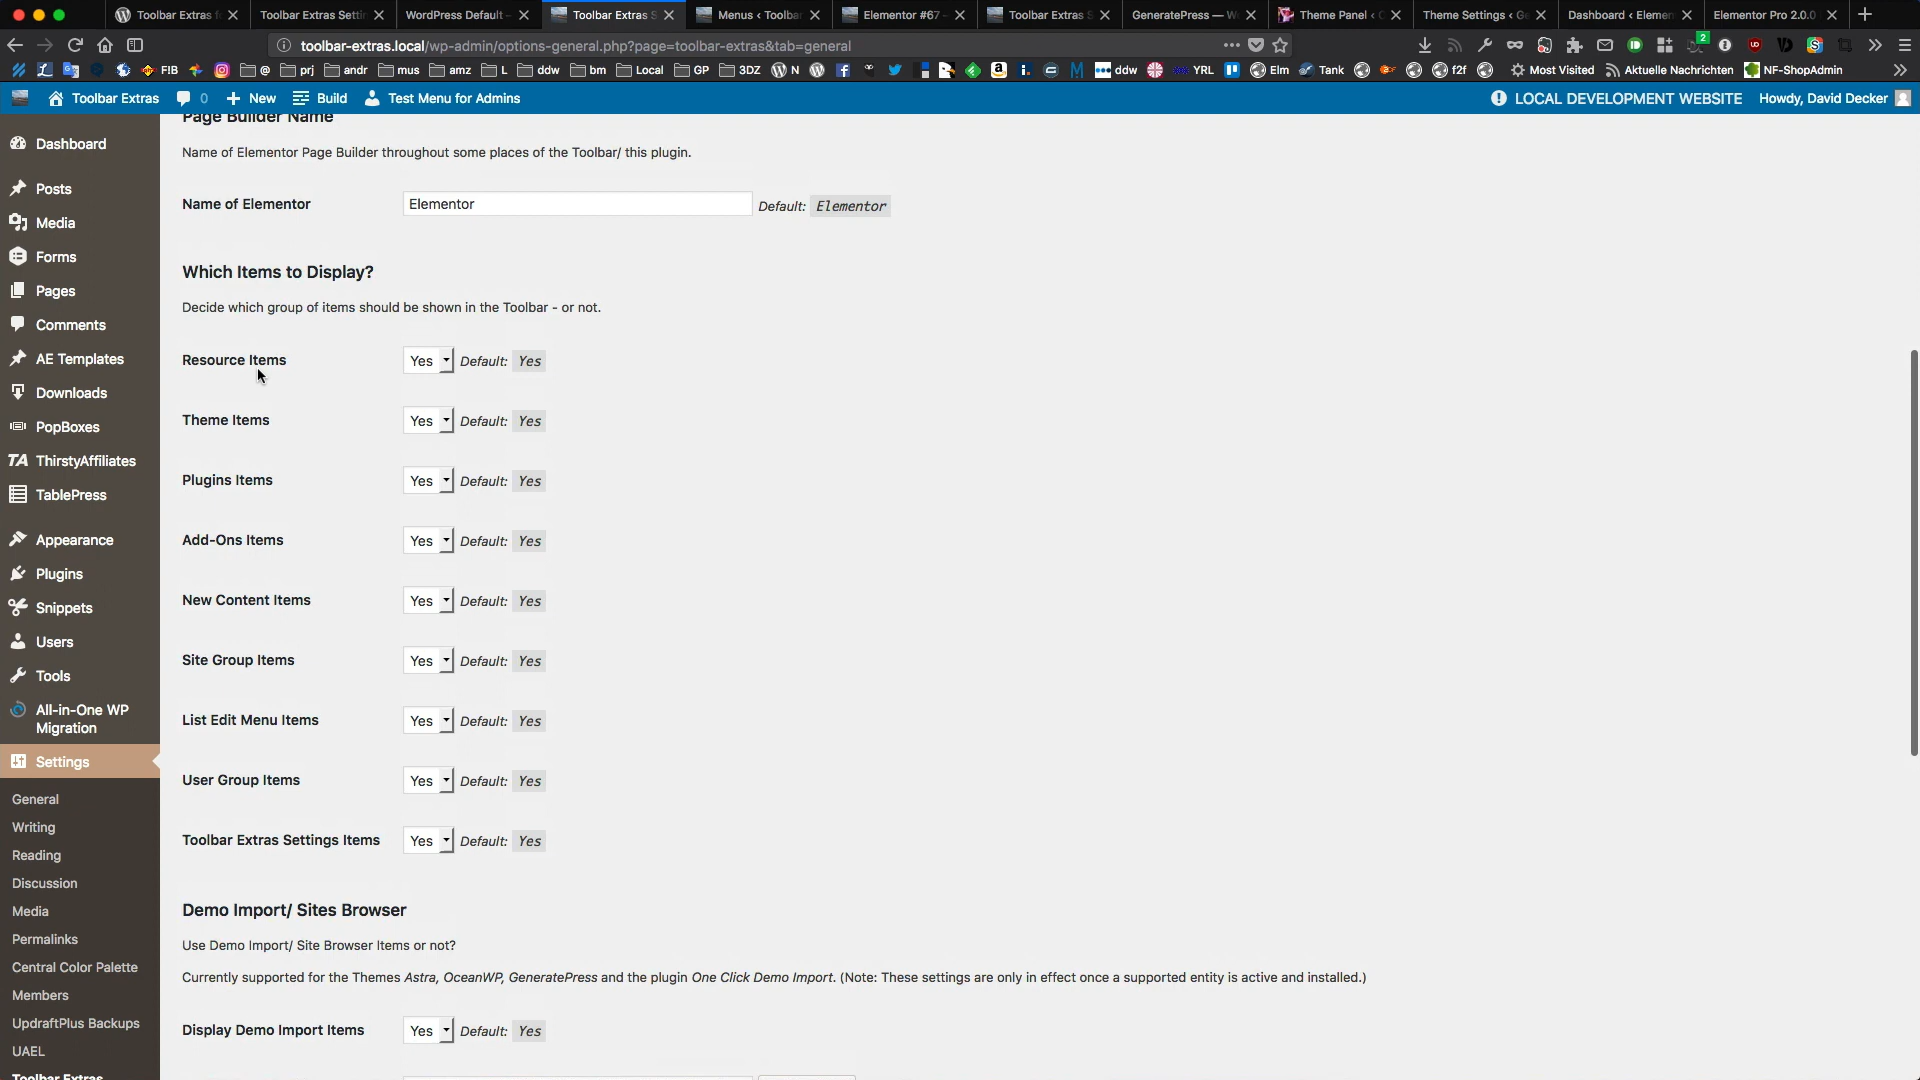 Toolbar Extras f
Toolbar Extras Settin
WordPress Default -
Toolbar Extras S
Menus < Toolba
Elementor #67 -
Toolbar Extras S
GeneratePress — W
Theme Panel <
Theme Settings < G
Dashboard < Elemen
Elementor Pro 2.0.0
toolbar-extras.local/wp-admin/options-general.php?page=toolbar-extras&tab=general
2
FIB
@
prj
andr
mus
amz
L
ddw
bm
Local
GP
3DZ
N
ddw
YRL
Elm
Tank
f2f
Most Visited
Aktuelle Nachrichten
NF-ShopAdmin
Toolbar Extras
0
New
Build
Test Menu for Admins
LOCAL DEVELOPMENT WEBSITE
Howdy, David Decker
Dashboard
Posts
Media
Forms
Pages
Comments
AE Templates
Downloads
PopBoxes
TA ThirstyAffiliates
TablePress
Appearance
Plugins
Snippets
Users
Tools
All-in-One WP
Migration
Settings
General
Writing
Reading
Discussion
Media
Permalinks
Central Color Palette
Members
UpdraftPlus Backups
UAEL
Toolbar Extras
Page Builder Name
Name of Elementor Page Builder throughout some places of the Toolbar/ this plugin.
Name of Elementor Elementor Default: Elementor
Which Items to Display?
Decide which group of items should be shown in the Toolbar - or not.
Resource Items Yes Default: Yes
Theme Items Yes Default: Yes
Plugins Items Yes Default: Yes
Add-Ons Items Yes Default: Yes
New Content Items Yes Default: Yes
Site Group Items Yes Default: Yes
List Edit Menu Items Yes Default: Yes
User Group Items Yes Default: Yes
Toolbar Extras Settings Items Yes Default: Yes
Demo Import/ Sites Browser
Use Demo Import/ Site Browser Items or not?
Currently supported for the Themes Astra, OceanWP, GeneratePress and the plugin One Click Demo Import. (Note: These settings are only in effect once a supported entity is active and installed.)
Display Demo Import Items Yes Default: Yes